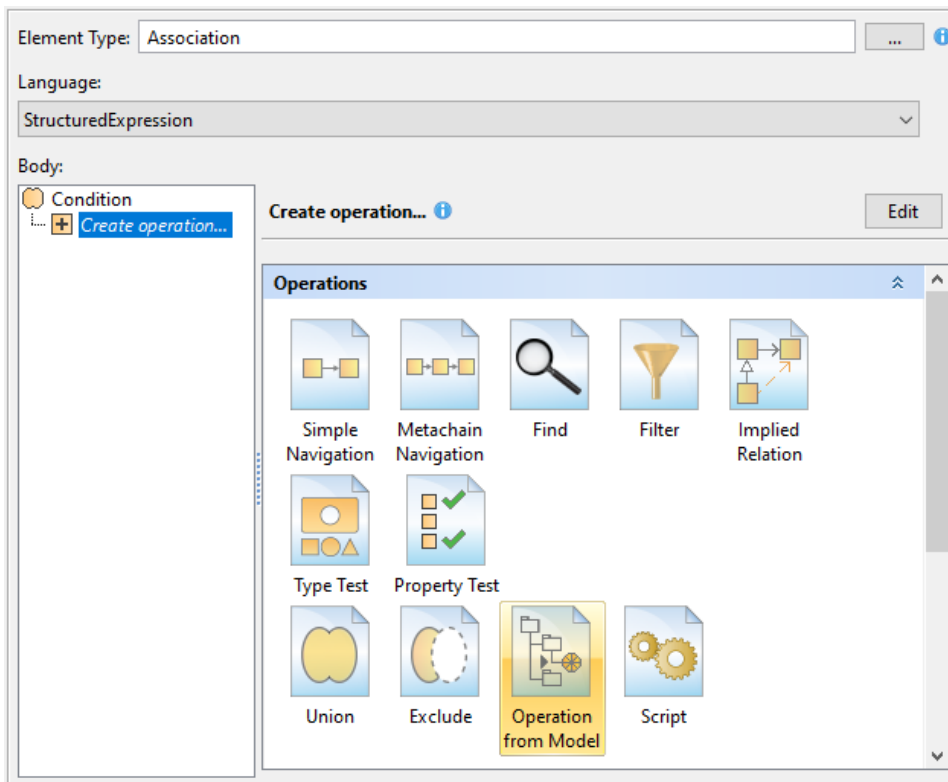 Element Type: Association ...
Language:
StructuredExpression
Body:
Condition
Create operation...
Create operation... Edit
Operations
Simple Navigation
Metachain Navigation
Find
Filter
Implied Relation
Type Test
Property Test
Union
Exclude
Operation from Model
Script